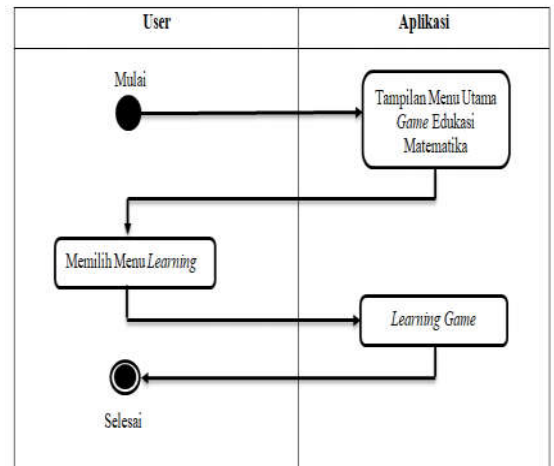 User
Aplikasi
Mulai
Tampilan Menu Utama
Game Edukasi
Matematika
Memilih Menu Learning
Learning Game
Selesai